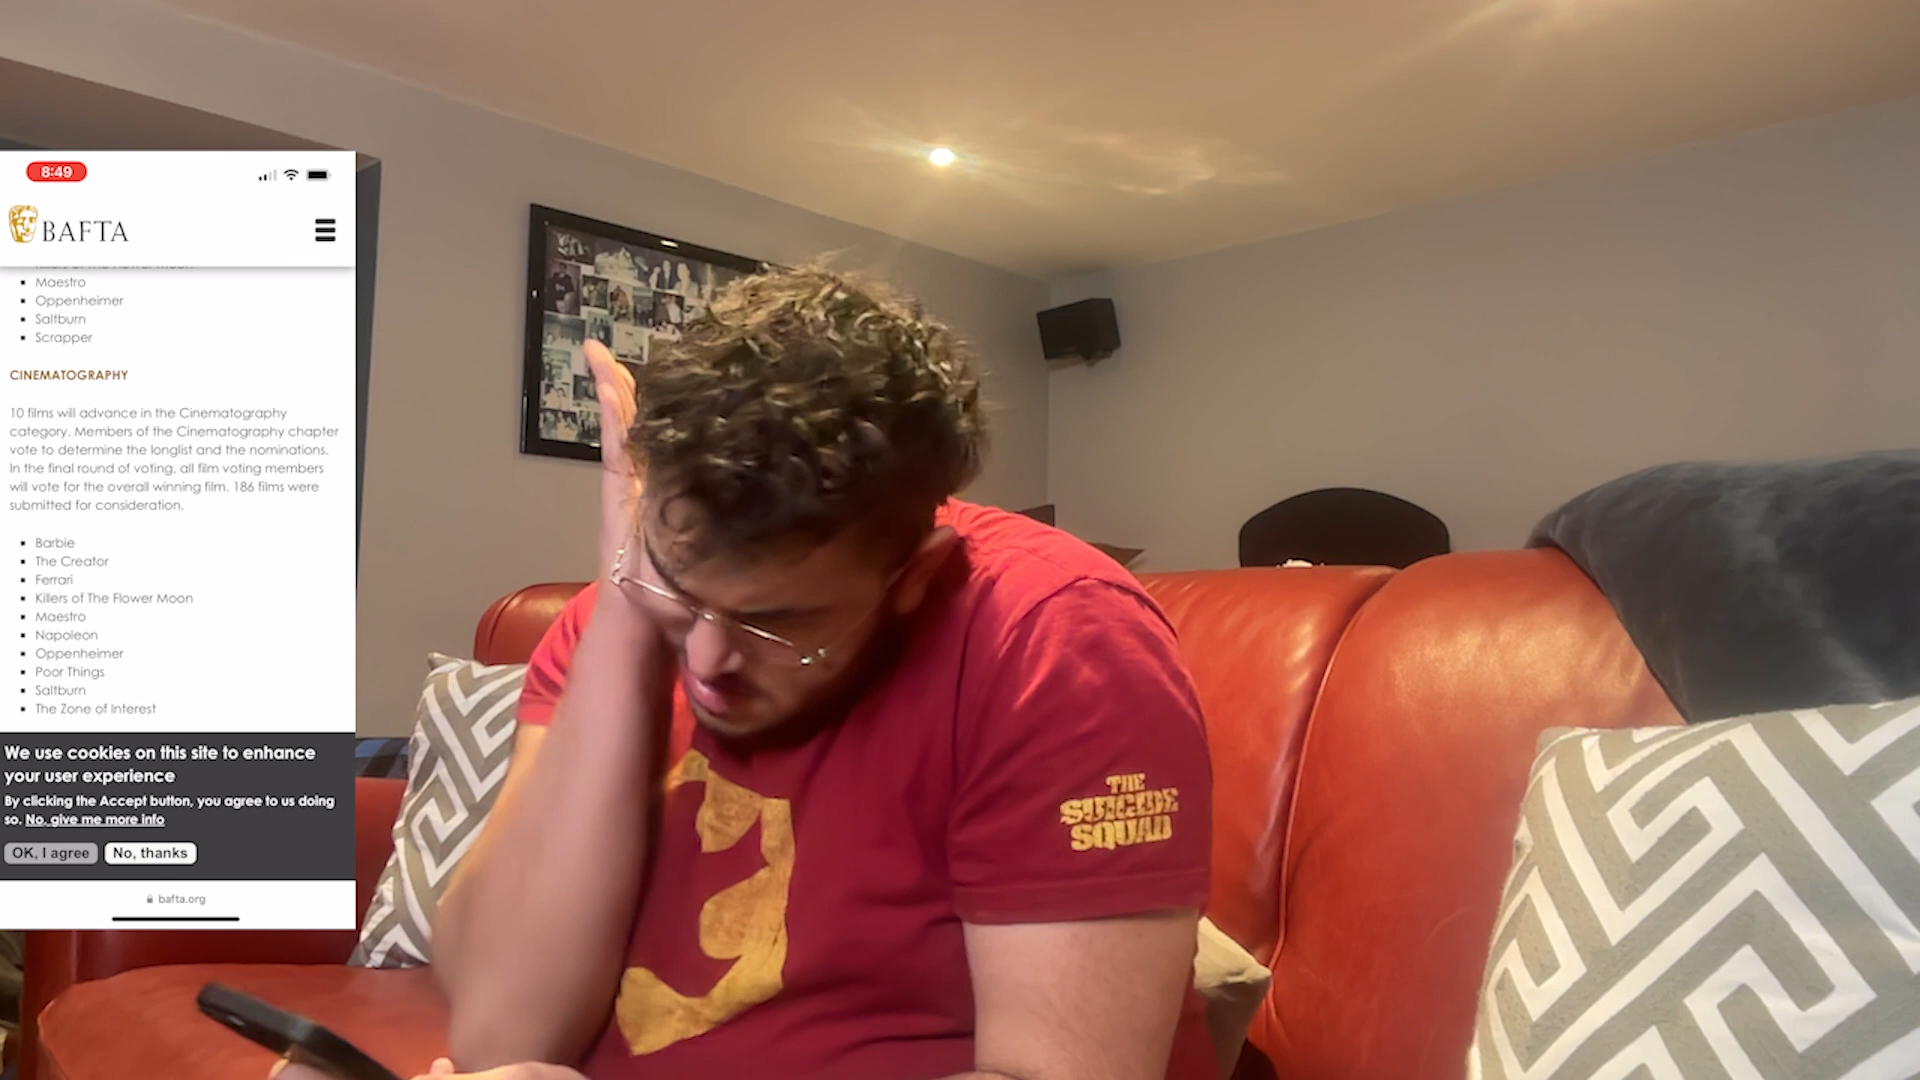 8:49
BAFTA
Maestro
Oppenheimer
Saltburn
Scrapper
CINEMATOGRAPHY
10 films will advance in the Cinematography
category. Members of the Cinematography chapter
vote to determine the longlist and the nominations.
In the final round of voting, all film voting members
will vote for the overall winning film. 186 films were
submitted for consideration.
Barbie
The Creator
Ferrari
Killers of The Flower Moon
Maestro
Napoleon
Oppenheimer
Poor Things
Saltburn
The Zone of Interest
We use cookies on this site to enhance
your user experience
By clicking the Accept button, you agree to us doing
so. No, give me more info
OK, I agree No, thanks
bafta.org
THE
SUICIDE
SQUAD